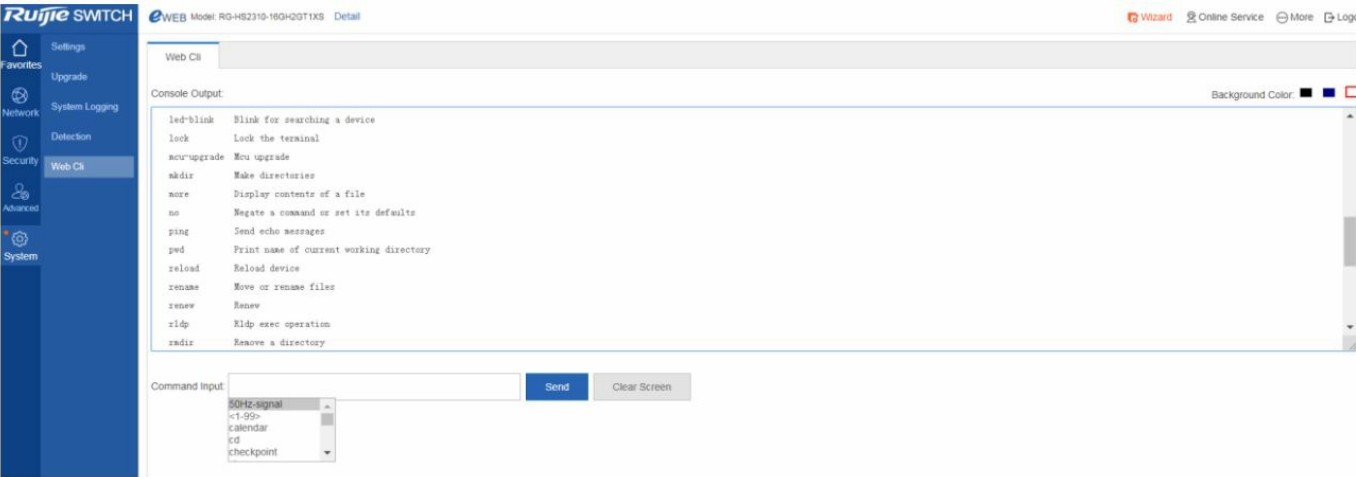 Ruijie SWITCH
eWEB Model: RG-HS2310-16GH2GT1XS Detail
Wizard Online Service More Logo
Favorites
Network
Security
Advanced
System
Settings
Upgrade
System Logging
Detection
Web Cli
Web Cli
Console Output:
Background Color:
led-blink Blink for searching a device
lock Lock the terminal
mcu-upgrade Mcu upgrade
mkdir Make directories
more Display contents of a file
no Negate a command or set its defaults
ping Send echo messages
pwd Print name of current working directory
reload Reload device
rename Move or rename files
renew Renew
rldp Rldp exec operation
rmdir Remove a directory
Command Input:
Send
Clear Screen
50Hz-signal
<1-99>
calendar
cd
checkpoint